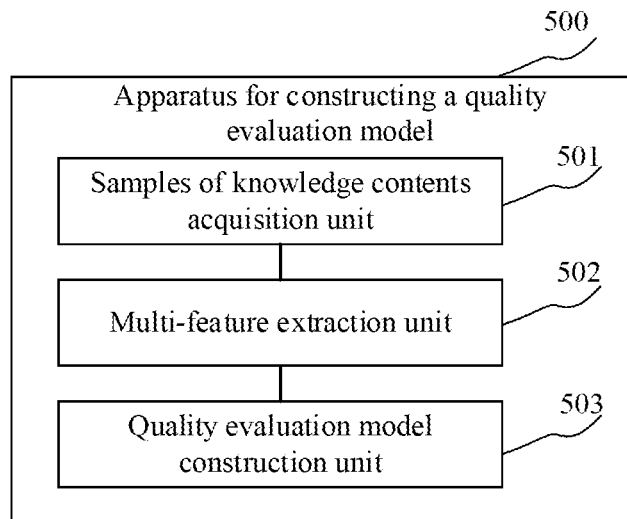 500
Apparatus for constructing a quality
evaluation model
501
Samples of knowledge contents
acquisition unit
502
Multi-feature extraction unit
503
Quality evaluation model
construction unit